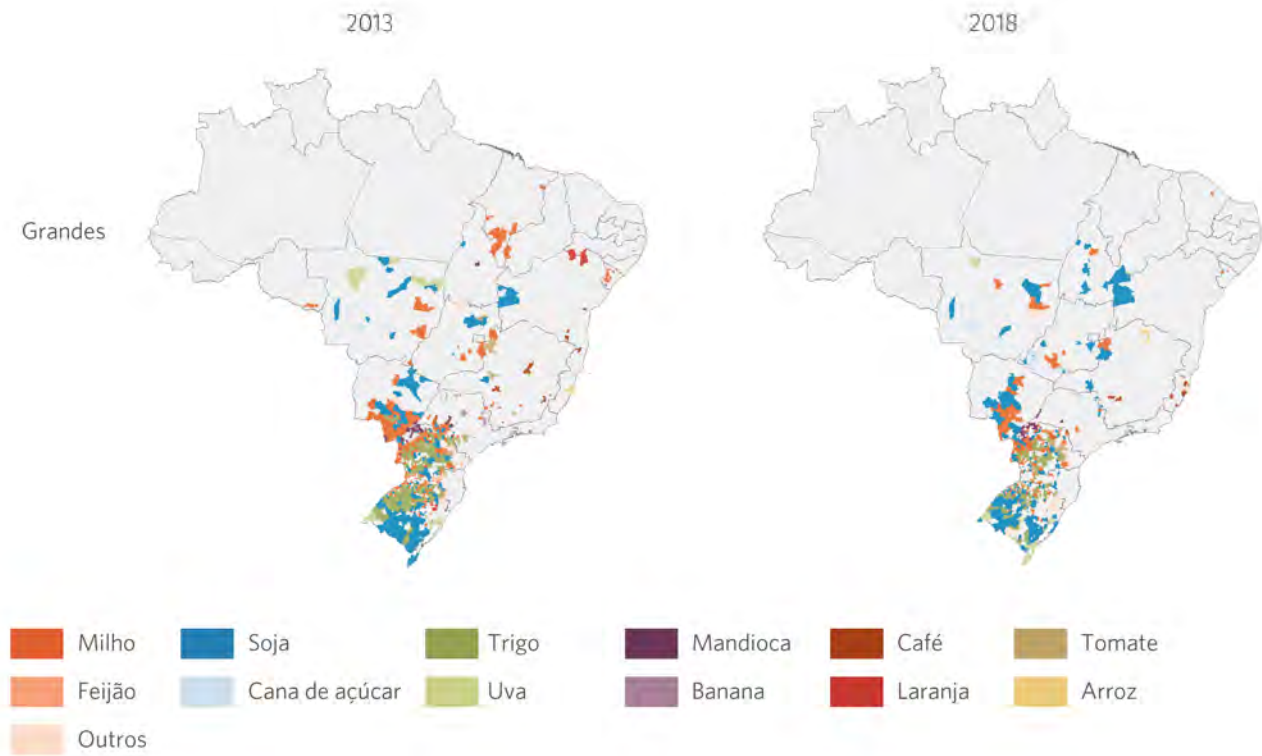 2013 2018
Grandes
Milho Soja Trigo Mandioca Café Tomate
Feijão Cana de açúcar Uva Banana Laranja Arroz
Outros